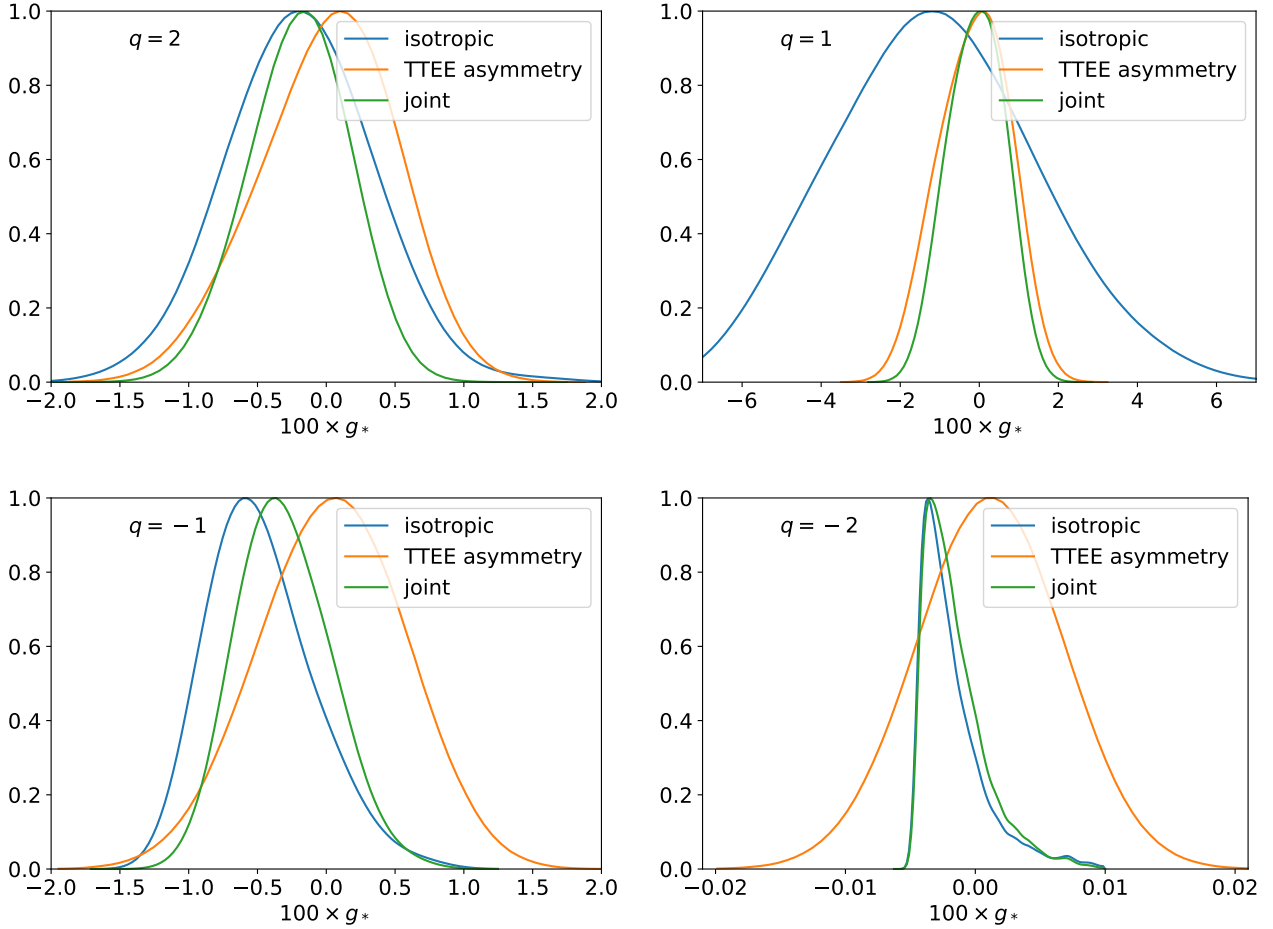 q = 2
isotropic
TTEE asymmetry
joint
1.0
0.8
0.6
0.4
0.2
0.0
−2.0 −1.5 −1.0 −0.5 0.0 0.5 1.0 1.5 2.0
100 × g*
q = 1
isotropic
TTEE asymmetry
joint
1.0
0.8
0.6
0.4
0.2
0.0
−6 −4 −2 0 2 4 6
100 × g*
q = −1
isotropic
TTEE asymmetry
joint
1.0
0.8
0.6
0.4
0.2
0.0
−2.0 −1.5 −1.0 −0.5 0.0 0.5 1.0 1.5 2.0
100 × g*
q = −2
isotropic
TTEE asymmetry
joint
1.0
0.8
0.6
0.4
0.2
0.0
−0.02 −0.01 0.00 0.01 0.02
100 × g*